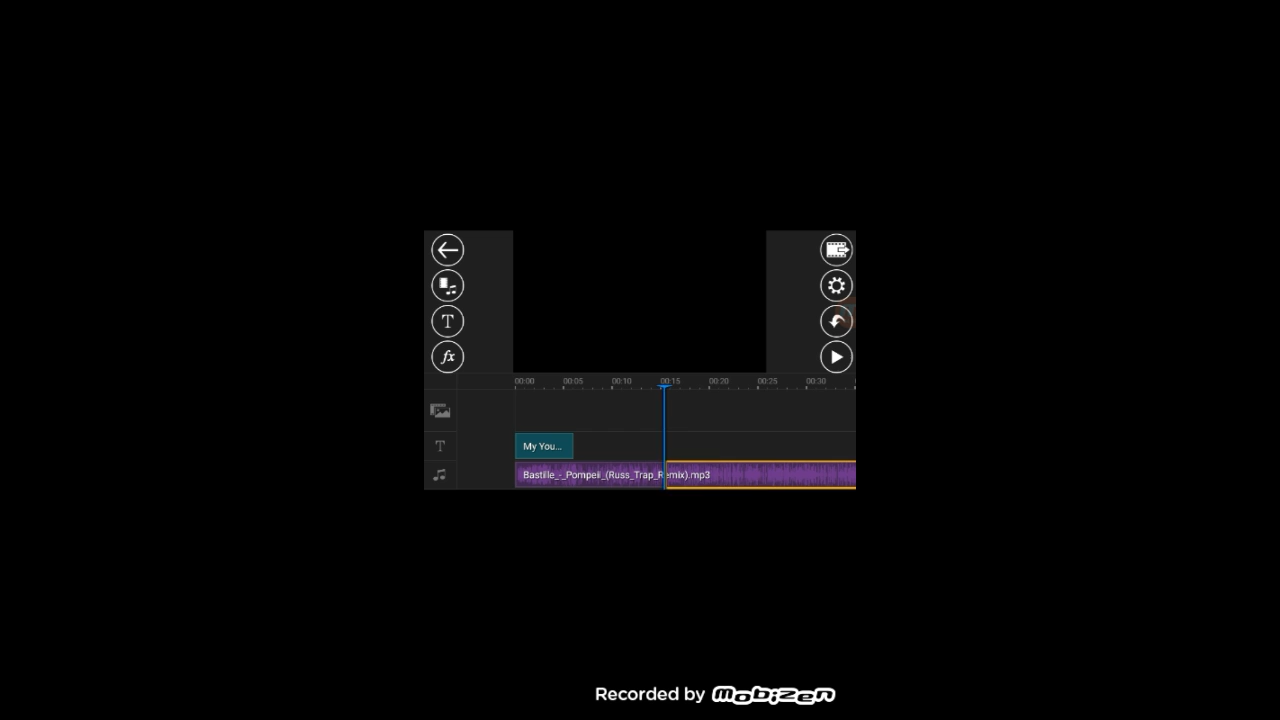 T
fx
00:00 00:05 00:10 00:15 00:20 00:25 00:30
My You...
T
Bastille_-_Pompeii_(Russ_Trap_Remix).mp3
Recorded by mobizen